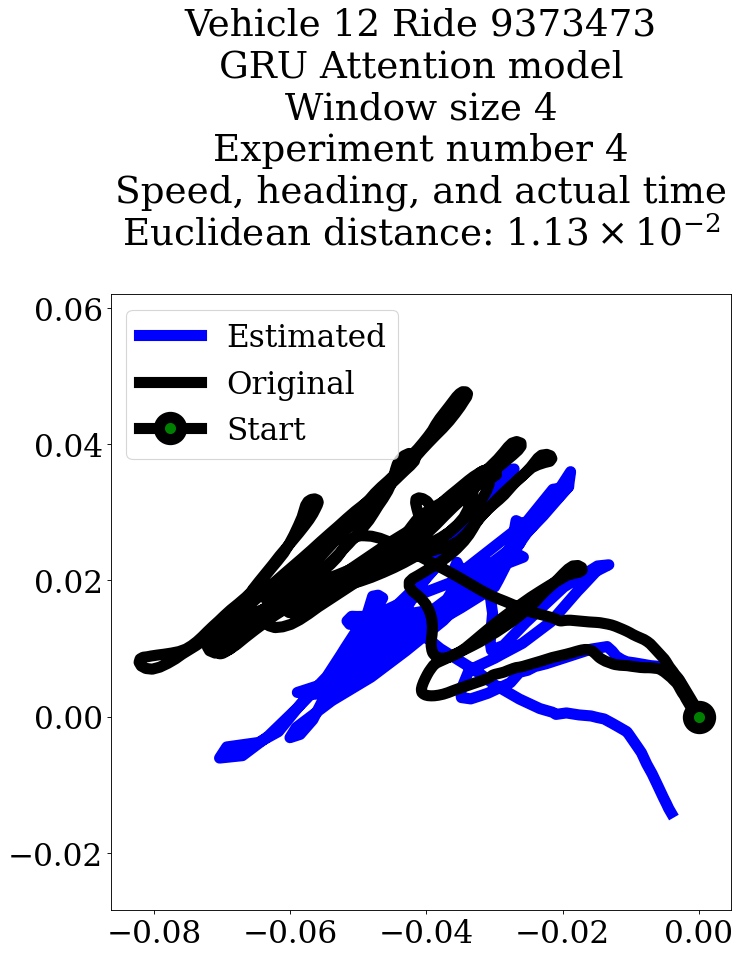 Vehicle 12 Ride 9373473
GRU Attention model
Window size 4
Experiment number 4
Speed, heading, and actual time
Euclidean distance: 1.13 × 10⁻²
Estimated
Original
Start
0.06
0.04
0.02
0.00
−0.02
−0.08 −0.06 −0.04 −0.02 0.00